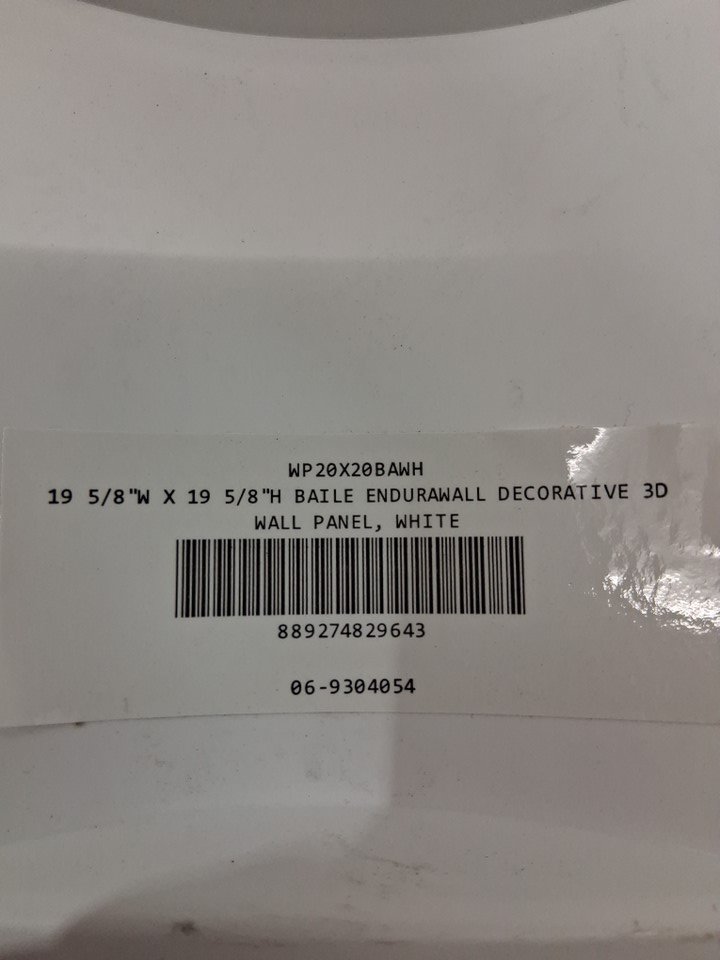 WP20X20BAWH
19 5/8"W X 19 5/8"H BAILE ENDURAWALL DECORATIVE 3D
WALL PANEL, WHITE
889274829643
06-9304054